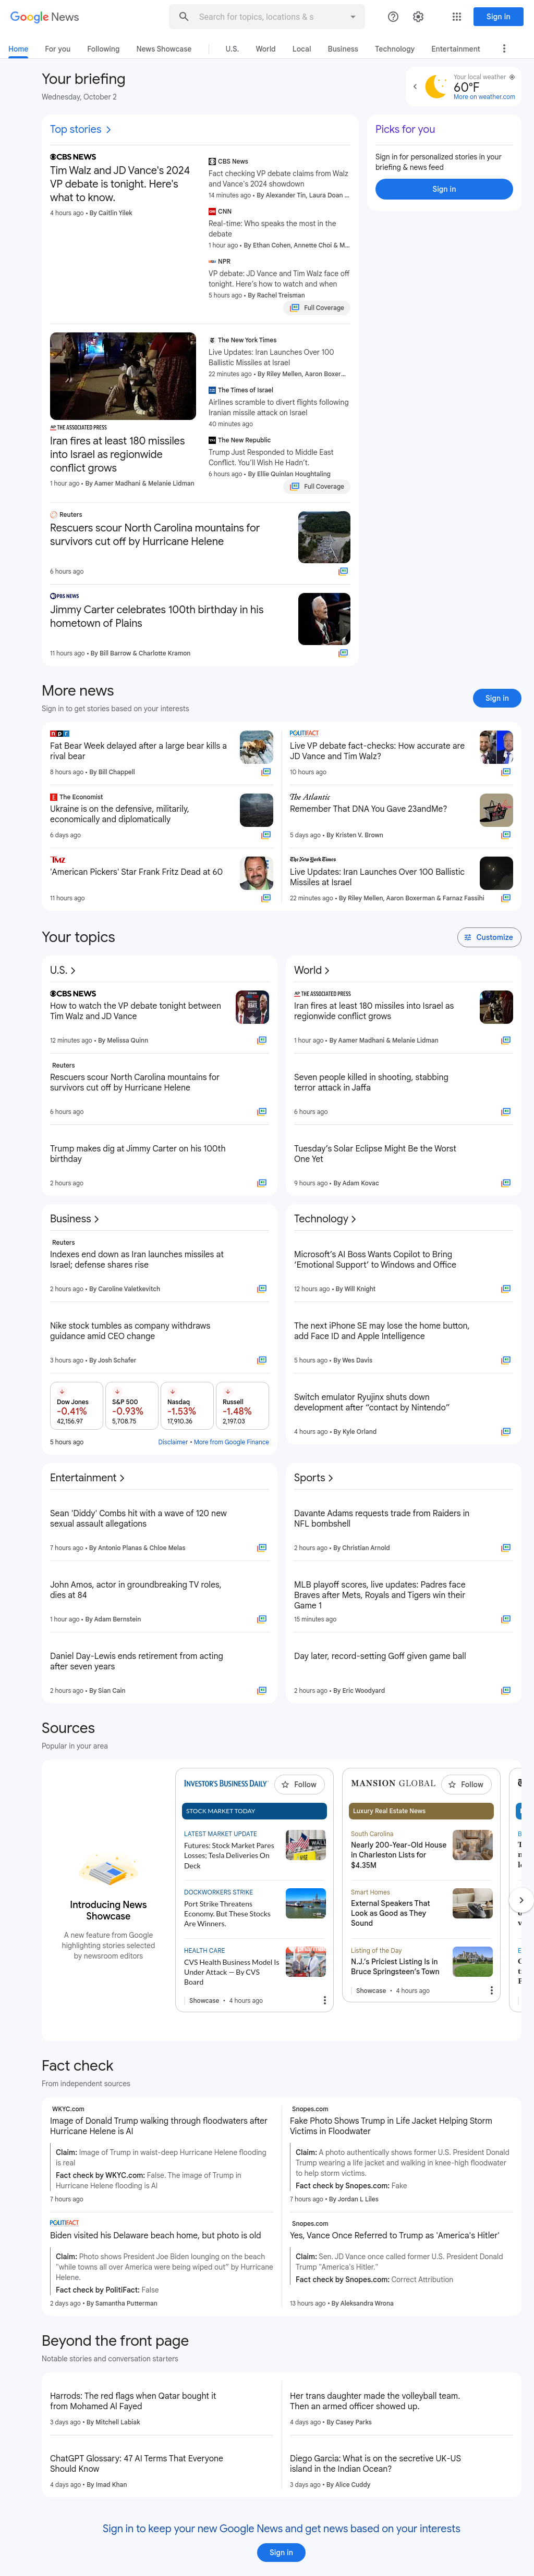 Google News
Search for topics, locations & s
Sign in
Home
For you
Following
News Showcase
U.S.
World
Local
Business
Technology
Entertainment
Your briefing
Wednesday, October 2
Your local weather
60°F
More on weather.com
Top stories
CBS NEWS
Tim Walz and JD Vance's 2024
VP debate is tonight. Here's
what to know.
4 hours ago • By Caitlin Yilek
CBS News
Fact checking VP debate claims from Walz
and Vance's 2024 showdown
14 minutes ago • By Alexander Tin, Laura Doan ...
CNN
Real-time: Who speaks the most in the
debate
1 hour ago • By Ethan Cohen, Annette Choi & M...
NPR
VP debate: JD Vance and Tim Walz face off
tonight. Here's how to watch and when
5 hours ago • By Rachel Treisman
Full Coverage
Picks for you
Sign in for personalized stories in your
briefing & news feed
Sign in
AP THE ASSOCIATED PRESS
Iran fires at least 180 missiles
into Israel as regionwide
conflict grows
1 hour ago • By Aamer Madhani & Melanie Lidman
The New York Times
Live Updates: Iran Launches Over 100
Ballistic Missiles at Israel
22 minutes ago • By Riley Mellen, Aaron Boxer...
The Times of Israel
Airlines scramble to divert flights following
Iranian missile attack on Israel
40 minutes ago
The New Republic
Trump Just Responded to Middle East
Conflict. You'll Wish He Hadn't.
6 hours ago • By Ellie Quinlan Houghtaling
Full Coverage
Reuters
Rescuers scour North Carolina mountains for
survivors cut off by Hurricane Helene
6 hours ago
PBS NEWS
Jimmy Carter celebrates 100th birthday in his
hometown of Plains
11 hours ago • By Bill Barrow & Charlotte Kramon
More news
Sign in to get stories based on your interests
Sign in
npr
Fat Bear Week delayed after a large bear kills a
rival bear
8 hours ago • By Bill Chappell
POLITIFACT
Live VP debate fact-checks: How accurate are
JD Vance and Tim Walz?
10 hours ago
The Economist
Ukraine is on the defensive, militarily,
economically and diplomatically
6 days ago
The Atlantic
Remember That DNA You Gave 23andMe?
5 days ago • By Kristen V. Brown
TMZ
'American Pickers' Star Frank Fritz Dead at 60
11 hours ago
The New York Times
Live Updates: Iran Launches Over 100 Ballistic
Missiles at Israel
22 minutes ago • By Riley Mellen, Aaron Boxerman & Farnaz Fassihi
Your topics
Customize
U.S.
CBS NEWS
How to watch the VP debate tonight between
Tim Walz and JD Vance
12 minutes ago • By Melissa Quinn
Reuters
Rescuers scour North Carolina mountains for
survivors cut off by Hurricane Helene
6 hours ago
Trump makes dig at Jimmy Carter on his 100th
birthday
2 hours ago
World
AP THE ASSOCIATED PRESS
Iran fires at least 180 missiles into Israel as
regionwide conflict grows
1 hour ago • By Aamer Madhani & Melanie Lidman
Seven people killed in shooting, stabbing
terror attack in Jaffa
6 hours ago
Tuesday's Solar Eclipse Might Be the Worst
One Yet
9 hours ago • By Adam Kovac
Business
Reuters
Indexes end down as Iran launches missiles at
Israel; defense shares rise
2 hours ago • By Caroline Valetkevitch
Nike stock tumbles as company withdraws
guidance amid CEO change
3 hours ago • By Josh Schafer
Dow Jones
-0.41%
42,156.97
S&P 500
-0.93%
5,708.75
Nasdaq
-1.53%
17,910.36
Russell
-1.48%
2,197.03
5 hours ago
Disclaimer • More from Google Finance
Technology
Microsoft's AI Boss Wants Copilot to Bring
'Emotional Support' to Windows and Office
12 hours ago • By Will Knight
The next iPhone SE may lose the home button,
add Face ID and Apple Intelligence
5 hours ago • By Wes Davis
Switch emulator Ryujinx shuts down
development after "contact by Nintendo"
4 hours ago • By Kyle Orland
Entertainment
Sean 'Diddy' Combs hit with a wave of 120 new
sexual assault allegations
7 hours ago • By Antonio Planas & Chloe Melas
John Amos, actor in groundbreaking TV roles,
dies at 84
1 hour ago • By Adam Bernstein
Daniel Day-Lewis ends retirement from acting
after seven years
2 hours ago • By Sian Cain
Sports
Davante Adams requests trade from Raiders in
NFL bombshell
2 hours ago • By Christian Arnold
MLB playoff scores, live updates: Padres face
Braves after Mets, Royals and Tigers win their
Game 1
15 minutes ago
Day later, record-setting Goff given game ball
2 hours ago • By Eric Woodyard
Sources
Popular in your area
Introducing News
Showcase
A new feature from Google
highlighting stories selected
by newsroom editors
INVESTOR'S BUSINESS DAILY
Follow
STOCK MARKET TODAY
LATEST MARKET UPDATE
Futures: Stock Market Pares
Losses; Tesla Deliveries On
Deck
DOCKWORKERS STRIKE
Port Strike Threatens
Economy. But These Stocks
Are Winners.
HEALTH CARE
CVS Health Business Model Is
Under Attack — By CVS
Board
Showcase • 4 hours ago
MANSION GLOBAL
Follow
Luxury Real Estate News
South Carolina
Nearly 200-Year-Old House
in Charleston Lists for
$4.35M
Smart Homes
External Speakers That
Look as Good as They
Sound
Listing of the Day
N.J.'s Priciest Listing Is in
Bruce Springsteen's Town
Showcase • 4 hours ago
Fact check
From independent sources
WKYC.com
Image of Donald Trump walking through floodwaters after
Hurricane Helene is AI
Claim: Image of Trump in waist-deep Hurricane Helene flooding
is real
Fact check by WKYC.com: False. The image of Trump in
Hurricane Helene flooding is AI
7 hours ago
Snopes.com
Fake Photo Shows Trump in Life Jacket Helping Storm
Victims in Floodwater
Claim: A photo authentically shows former U.S. President Donald
Trump wearing a life jacket and walking in knee-high floodwater
to help storm victims.
Fact check by Snopes.com: Fake
7 hours ago • By Jordan L Liles
POLITIFACT
Biden visited his Delaware beach home, but photo is old
Claim: Photo shows President Joe Biden lounging on the beach
"while towns all over America were being wiped out" by Hurricane
Helene.
Fact check by PolitiFact: False
2 days ago • By Samantha Putterman
Snopes.com
Yes, Vance Once Referred to Trump as 'America's Hitler'
Claim: Sen. JD Vance once called former U.S. President Donald
Trump "America's Hitler."
Fact check by Snopes.com: Correct Attribution
13 hours ago • By Aleksandra Wrona
Beyond the front page
Notable stories and conversation starters
Harrods: The red flags when Qatar bought it
from Mohamed Al Fayed
3 days ago • By Mitchell Labiak
Her trans daughter made the volleyball team.
Then an armed officer showed up.
4 days ago • By Casey Parks
ChatGPT Glossary: 47 AI Terms That Everyone
Should Know
4 days ago • By Imad Khan
Diego Garcia: What is on the secretive UK-US
island in the Indian Ocean?
3 days ago • By Alice Cuddy
Sign in to keep your new Google News and get news based on your interests
Sign in